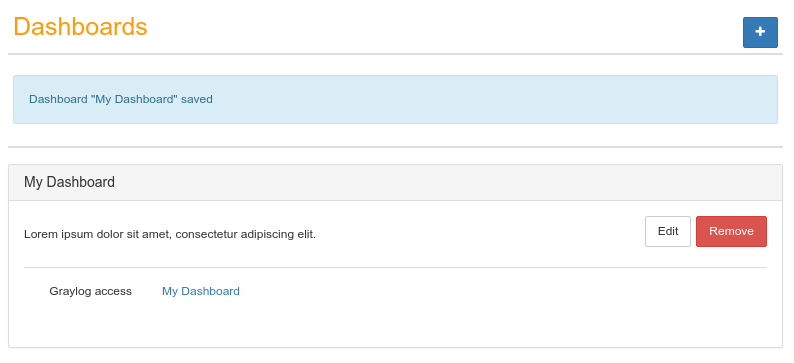 Dashboards
+
Dashboard "My Dashboard" saved
My Dashboard
Lorem ipsum dolor sit amet, consectetur adipiscing elit.
Edit
Remove
Graylog access
My Dashboard